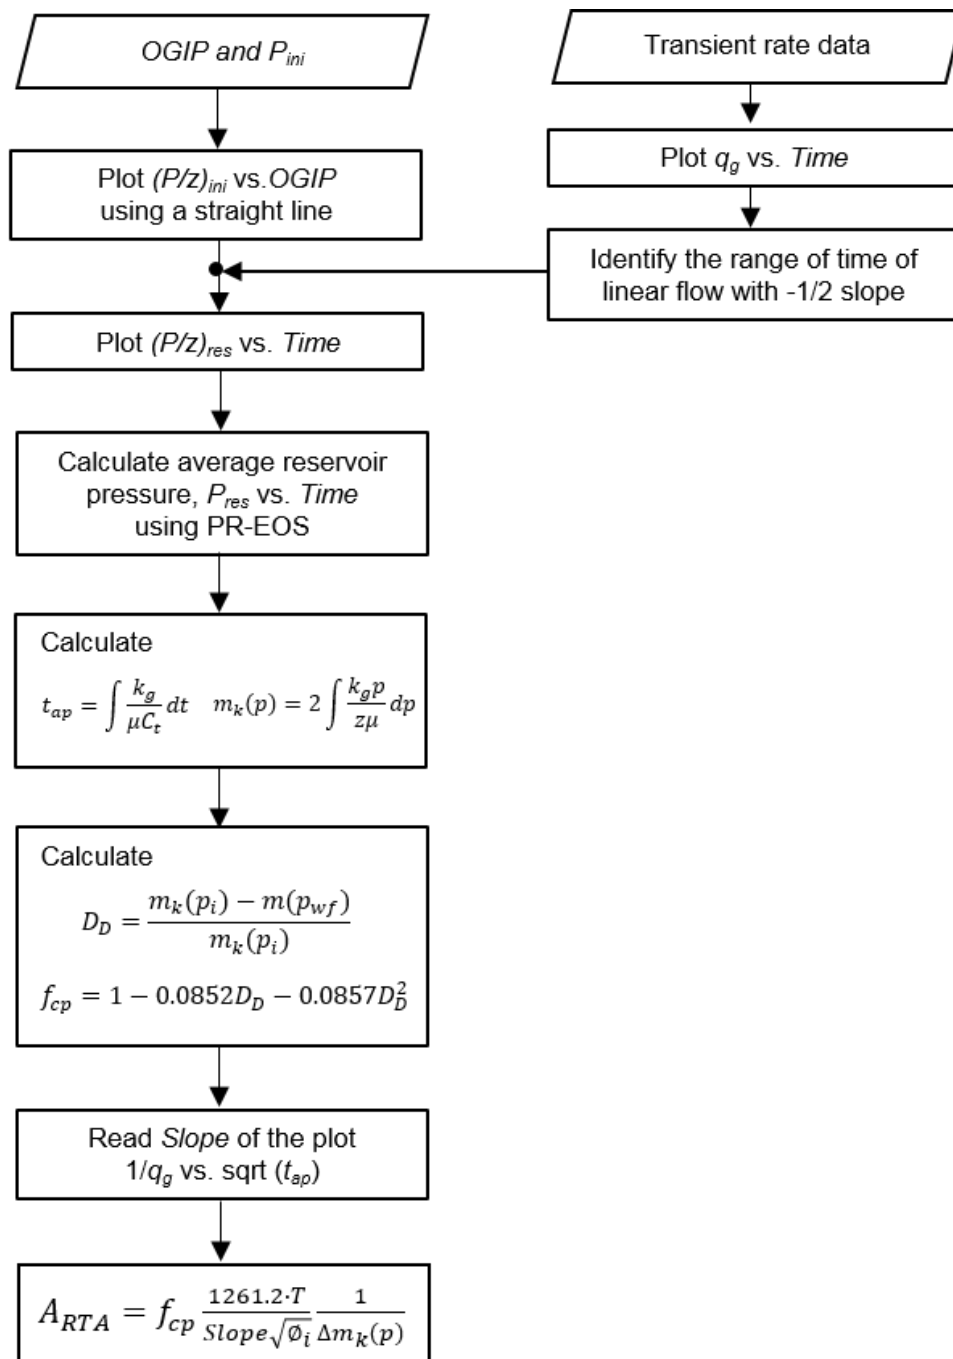 OGIP and P_ini
Transient rate data
Plot (P/z)_ini vs.OGIP
using a straight line
Plot q_g vs. Time
Identify the range of time of
linear flow with -1/2 slope
Plot (P/z)_res vs. Time
Calculate average reservoir
pressure, P_res vs. Time
using PR-EOS
Calculate
t_ap = ∫ k_g/(μC_t) dt   m_k(p) = 2 ∫ k_g p/(zμ) dp
Calculate
D_D = (m_k(p_i) − m(p_wf))/m_k(p_i)
f_cp = 1 − 0.0852D_D − 0.0857D_D^2
Read Slope of the plot
1/q_g vs. sqrt (t_ap)
A_RTA = f_cp (1261.2·T)/(Slope√∅_i) 1/(Δm_k(p))